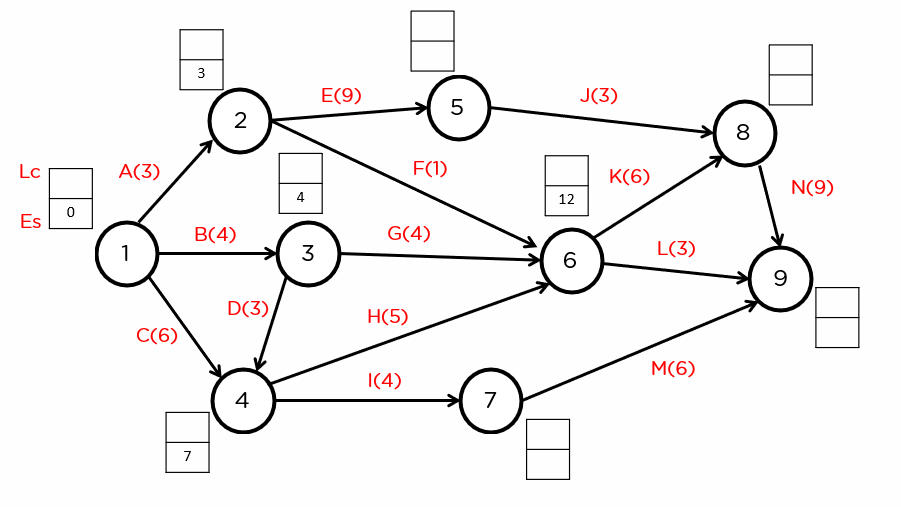 3
E(9)
5
J(3)
8
2
Lc
A(3)
4
F(1)
12
K(6)
N(9)
Es
0
B(4)
G(4)
L(3)
1
3
6
9
C(6)
D(3)
H(5)
I(4)
M(6)
4
7
7